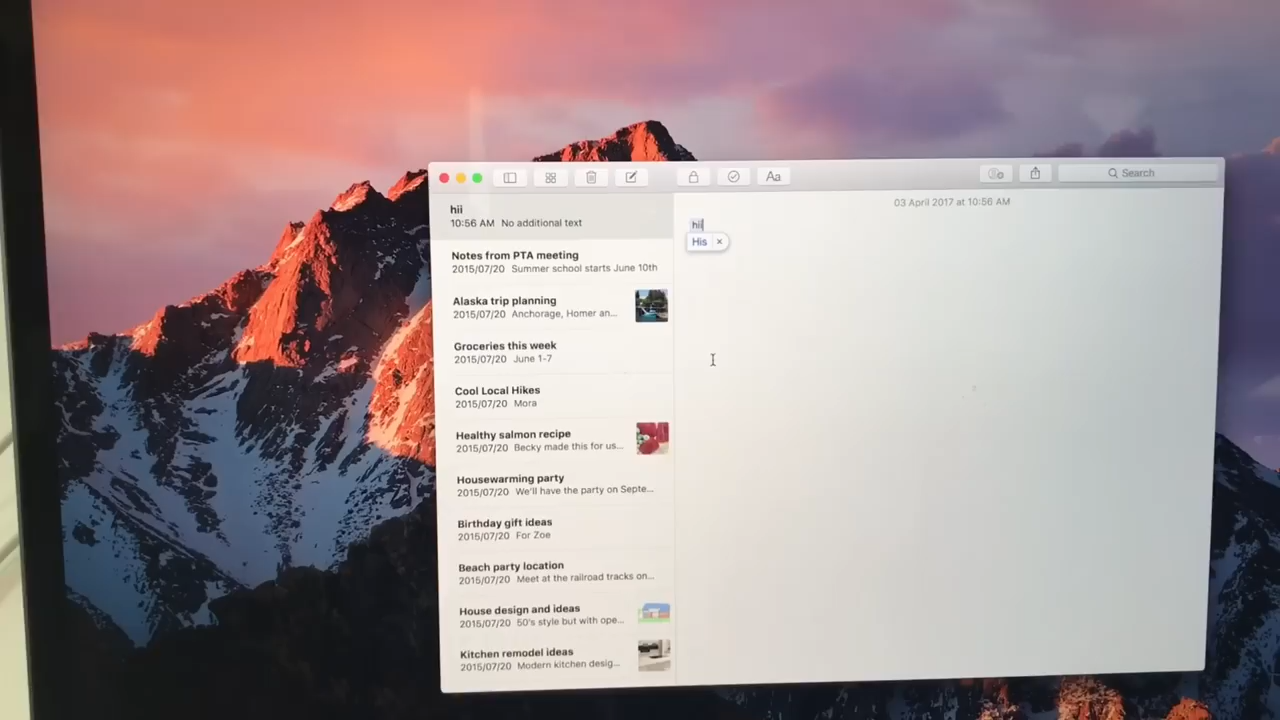 Aa
Search
hii
10:56 AM No additional text
Notes from PTA meeting
2015/07/20 Summer school starts June 10th
Alaska trip planning
2015/07/20 Anchorage, Homer an...
Groceries this week
2015/07/20 June 1-7
Cool Local Hikes
2015/07/20 Mora
Healthy salmon recipe
2015/07/20 Becky made this for us...
Housewarming party
2015/07/20 We'll have the party on Septe...
Birthday gift ideas
2015/07/20 For Zoe
Beach party location
2015/07/20 Meet at the railroad tracks on...
House design and ideas
2015/07/20 50's style but with ope...
Kitchen remodel ideas
2015/07/20 Modern kitchen desig...
03 April 2017 at 10:56 AM
hii
His ×